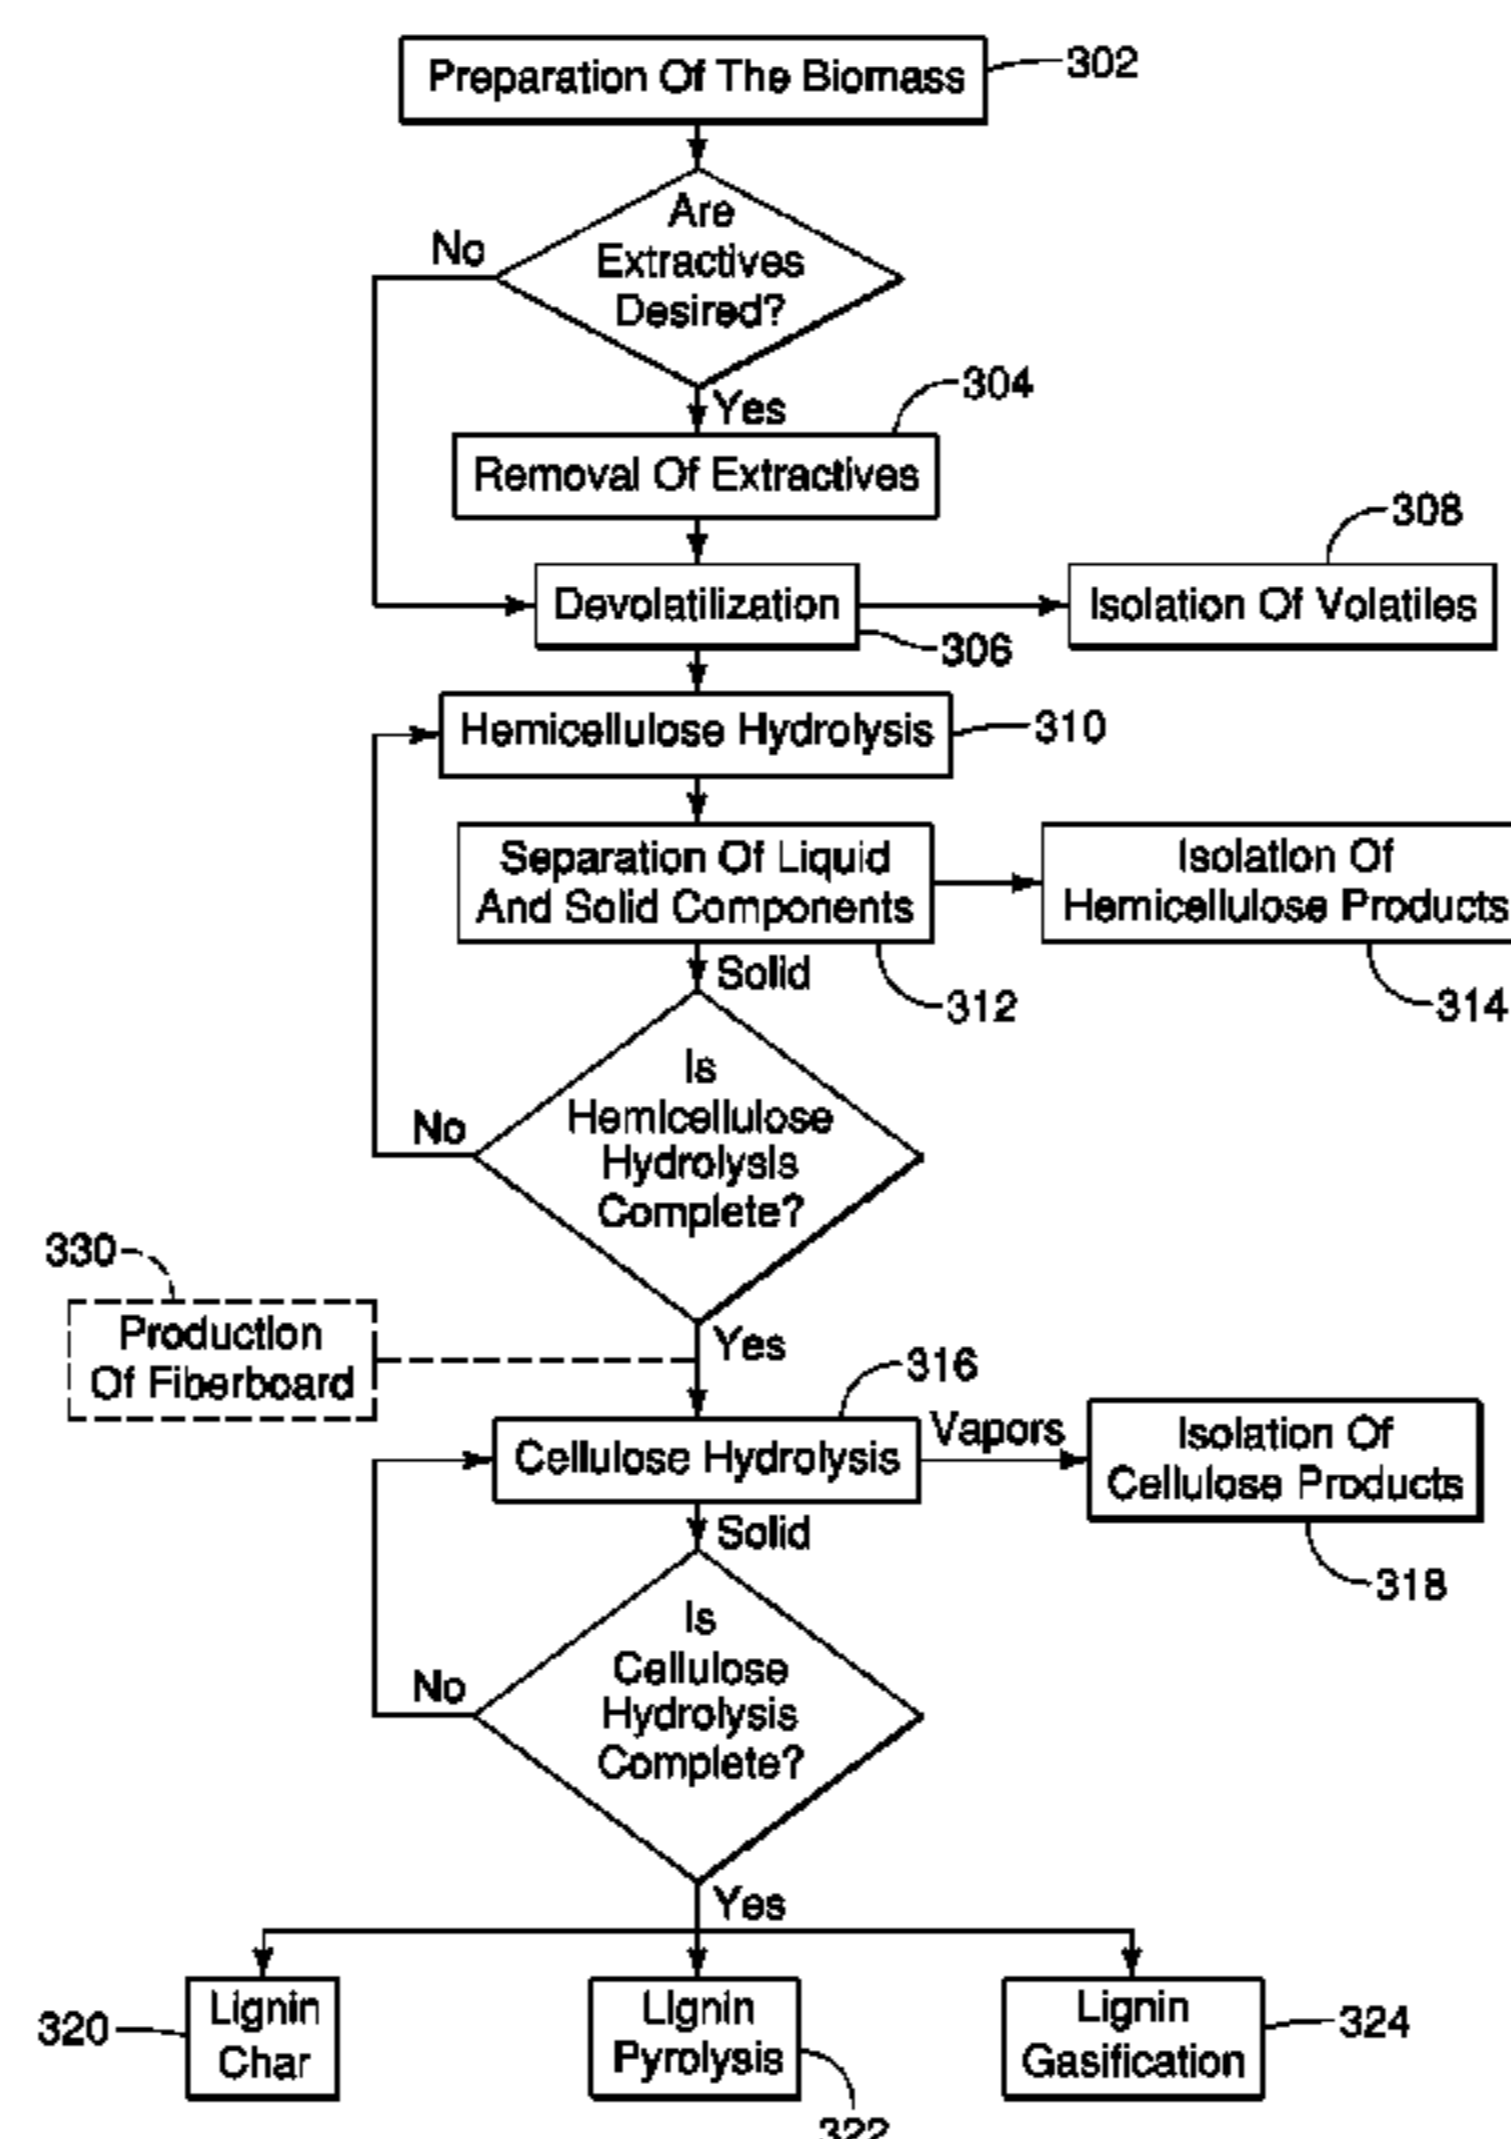 Preparation Of The Biomass
302
Are
Extractives
Desired?
No
Yes
304
Removal Of Extractives
308
Devolatilization
Isolation Of Volatiles
306
Hemicellulose Hydrolysis
310
Separation Of Liquid
And Solid Components
Isolation Of
Hemicellulose Products
Solid
312
314
Is
Hemicellulose
Hydrolysis
Complete?
No
330
Production
Of Fiberboard
Yes
316
Cellulose Hydrolysis
Vapors
Isolation Of
Cellulose Products
Solid
318
Is
Cellulose
Hydrolysis
Complete?
No
Yes
320
Lignin
Char
Lignin
Pyrolysis
Lignin
Gasification
324
322